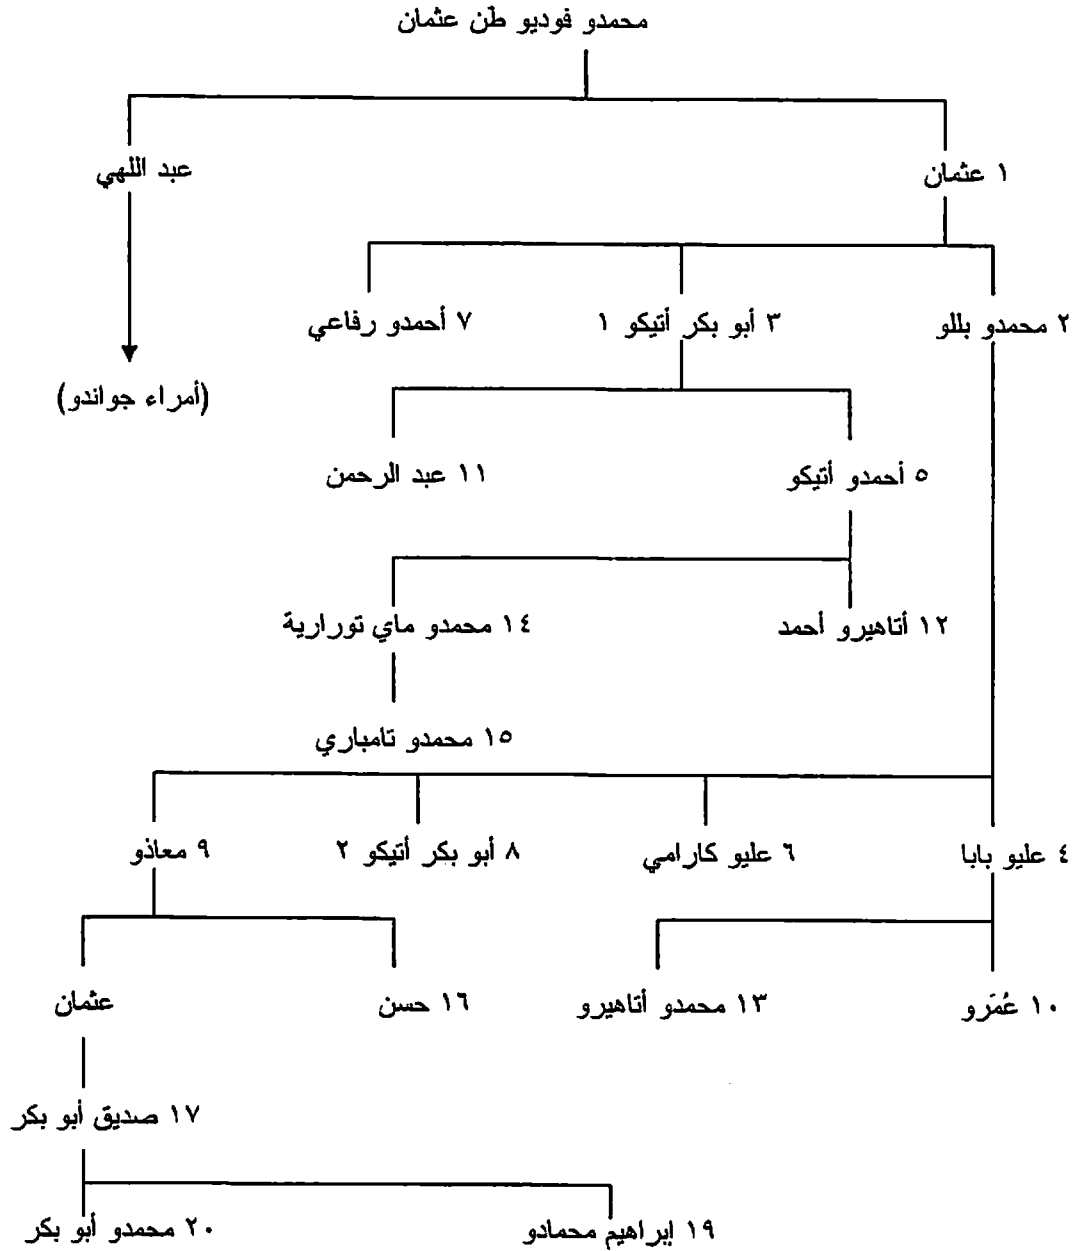 محمدو فوديو طن عثمان
١ عثمان
عبد اللهي
٢ محمدو بللو
٣ أبو بكر أتيكو ١
٧ أحمدو رفاعي
(أمراء جواندو)
٥ أحمدو أتيكو
١١ عبد الرحمن
١٢ أتاهيرو أحمد
١٤ محمدو ماي تورارية
١٥ محمدو تامباري
٤ عليو بابا
٦ عليو كارامي
٨ أبو بكر أتيكو ٢
٩ معاذو
١٠ عُمَرو
١٣ محمدو أتاهيرو
١٦ حسن
عثمان
١٧ صديق أبو بكر
١٩ إبراهيم محمادو
٢٠ محمدو أبو بكر